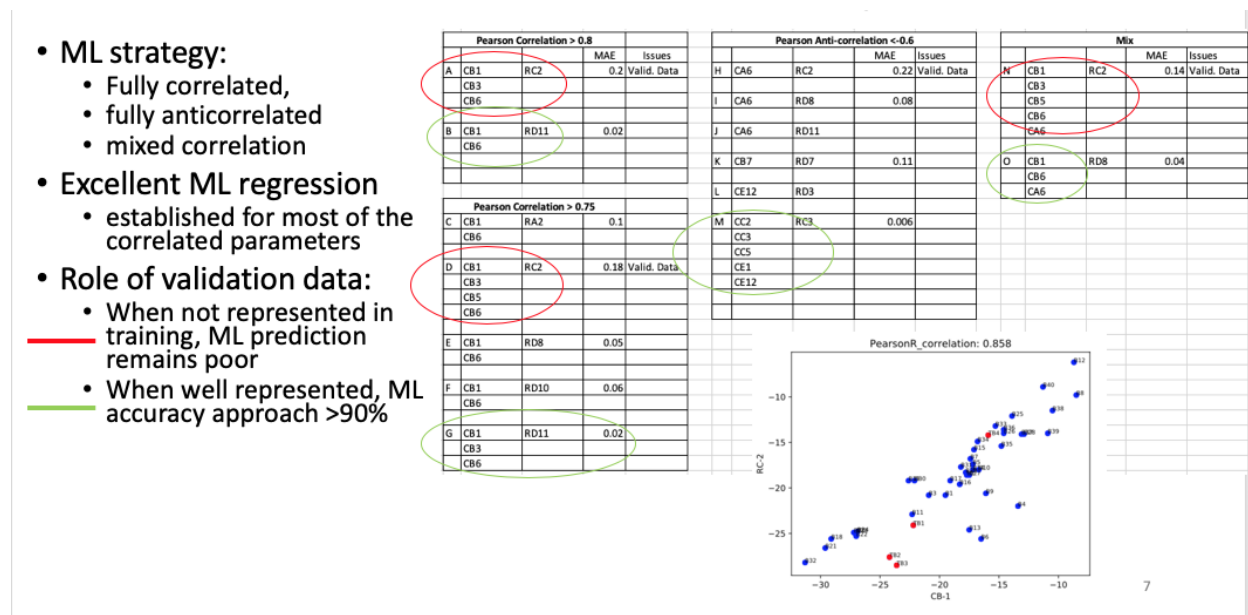 • ML strategy:
• Fully correlated,
• fully anticorrelated
• mixed correlation
• Excellent ML regression
• established for most of the
correlated parameters
• Role of validation data:
• When not represented in
training, ML prediction
remains poor
• When well represented, ML
accuracy approach >90%
Pearson Correlation > 0.8
MAE Issues
A CB1 RC2 0.2 Valid. Data
CB3
CB6
B CB1 RD11 0.02
CB6
Pearson Correlation > 0.75
C CB1 RA2 0.1
CB6
D CB1 RC2 0.18 Valid. Data
CB3
CB5
CB6
E CB1 RD8 0.05
CB6
F CB1 RD10 0.06
CB6
G CB1 RD11 0.02
CB3
CB6
Pearson Anti-correlation <-0.6
MAE Issues
H CA6 RC2 0.22 Valid. Data
I CA6 RD8 0.08
J CA6 RD11
K CB7 RD7 0.11
L CE12 RD3
M CC2 RC3 0.006
CC3
CC5
CE1
CE12
Mix
MAE Issues
N CB1 RC2 0.14 Valid. Data
CB3
CB5
CB6
CA6
O CB1 RD8 0.04
CB6
CA6
PearsonR_correlation: 0.858
RC-2
−10
−15
−20
−25
−30 −25 −20 −15 −10
CB-1
TB1
TB2
TB3
7